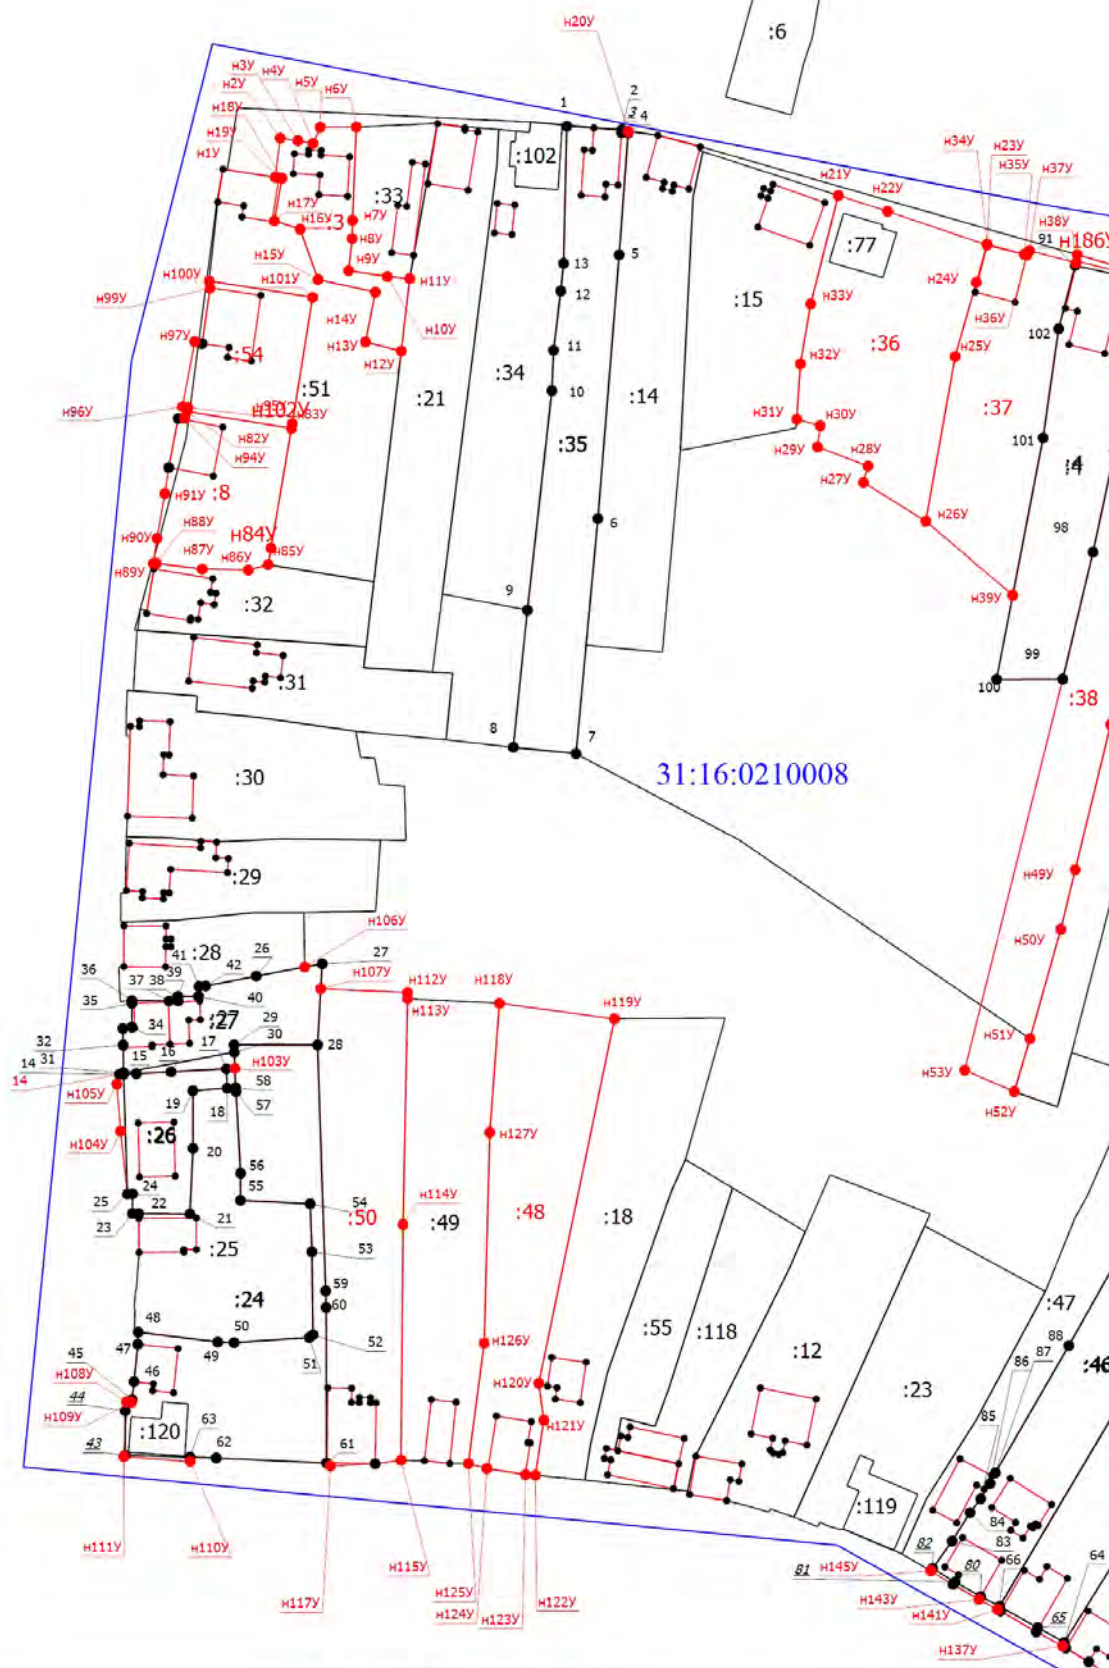 :6
н20У
н3У
н4У
н5У
н6У
н2У
н18У
н19У
н1У
1
2
3
4
:102
:33
н17У
н16У
:3
н7У
н8У
н9У
н15У
н11У
н100У
н101У
н99У
н14У
н10У
н13У
н12У
н97У
:54
:51
:21
:34
:35
:14
:15
13
12
11
10
5
6
9
8
7
н34У
н23У
н35У
н37У
н21У
н22У
н38У
91
н186У
:77
н24У
н36У
н33У
:36
102
н25У
н32У
:37
н31У
н30У
н29У
н28У
н27У
101
:4
н26У
98
н39У
99
100
:38
н96У
н95У
н102У
н83У
н82У
н94У
н91У
:8
н88У
н90У
н84У
н85У
н87У
н86У
н89У
:32
:31
:30
31:16:0210008
:29
н49У
н50У
н51У
н53У
н52У
н106У
:28
41
42
26
27
36
37
38
39
40
н107У
н112У
н113У
н118У
н119У
35
34
:27
29
30
28
32
31
14
15
16
17
н103У
14
н105У
58
57
19
18
н104У
:26
20
н127У
56
55
25
24
23
22
21
54
:50
н114У
:49
:48
:18
:25
53
:24
59
60
48
47
49
50
51
52
н126У
:55
:118
:12
:23
:47
88
87
86
:46
45
н108У
46
44
н109У
:120
63
62
61
43
н120У
н121У
85
:119
84
83
82
81
80
н145У
66
64
65
н143У
н141У
н137У
н111У
н110У
н115У
н117У
н125У
н124У
н123У
н122У